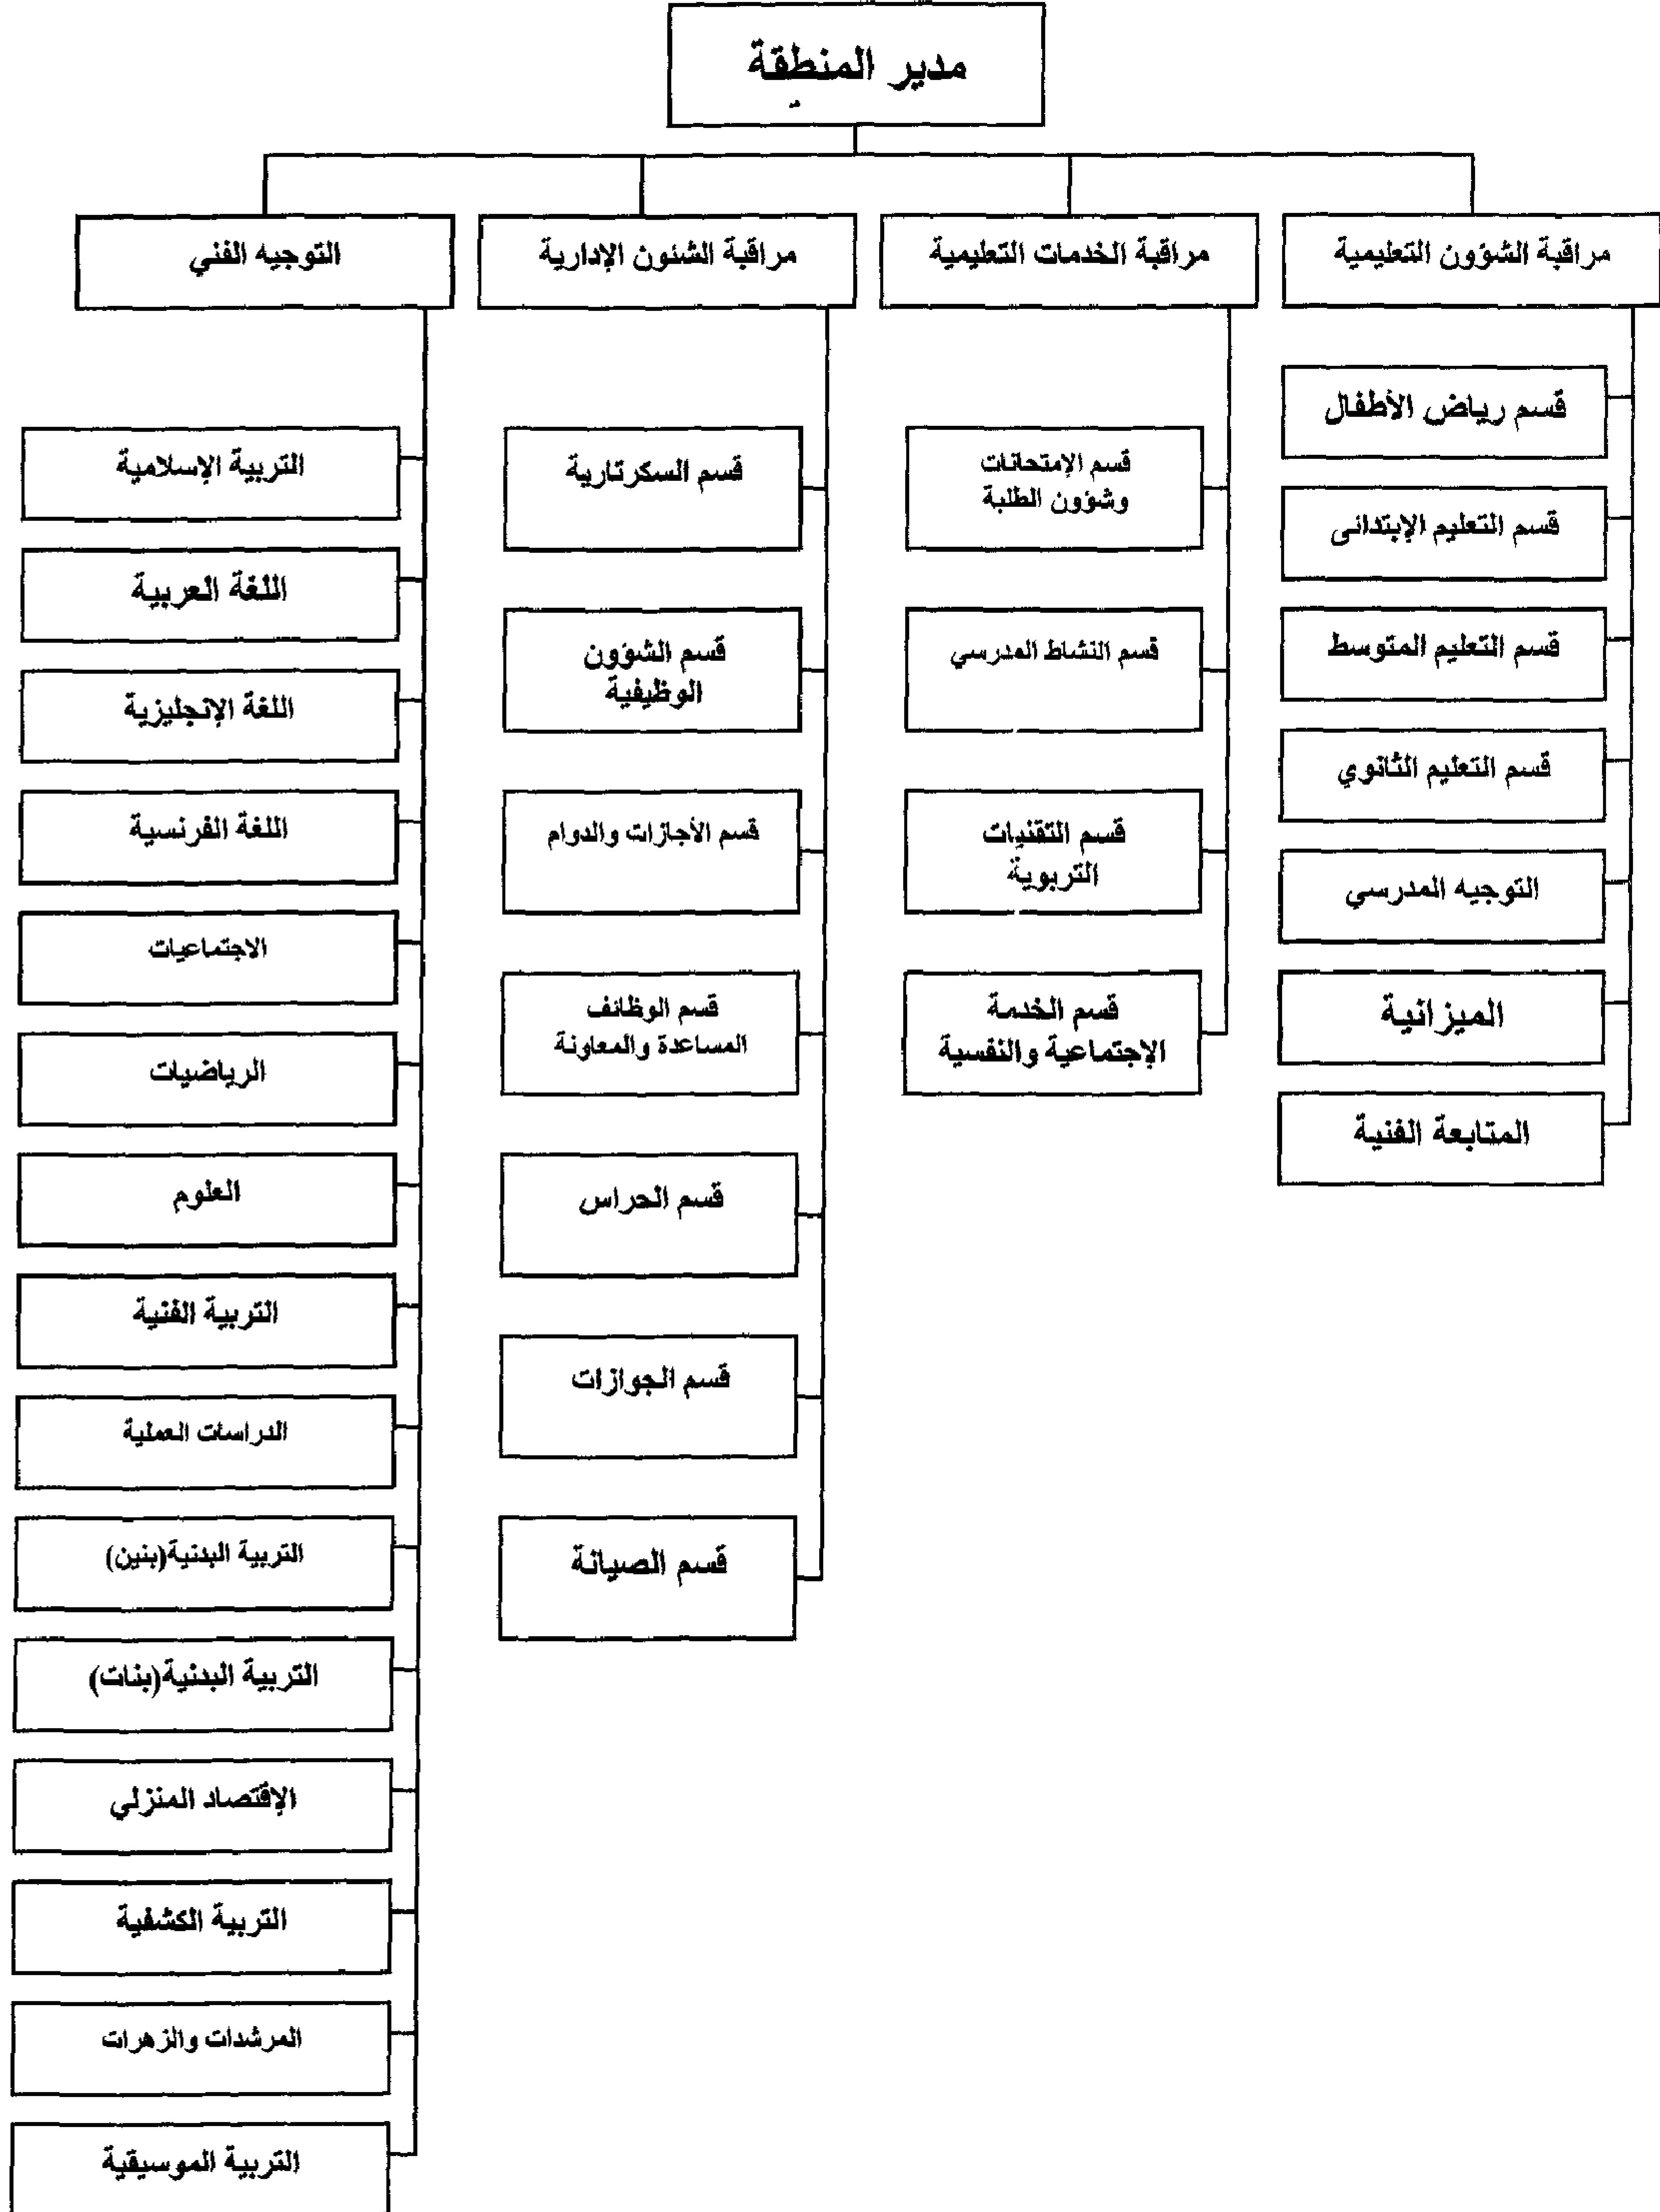 مدير المنطقة
مراقبة الشؤون التعليمية
مراقبة الخدمات التعليمية
مراقبة الشئون الإدارية
التوجيه الفني
قسم رياض الأطفال
قسم التعليم الإبتدائى
قسم التعليم المتوسط
قسم التعليم الثانوي
التوجيه المدرسي
الميزانية
المتابعة الفنية
قسم الإمتحانات
وشؤون الطلبة
قسم النشاط المدرسي
قسم التقنيات
التربوية
قسم الخدمة
الإجتماعية والنفسية
قسم السكرتارية
قسم الشؤون
الوظيفية
قسم الأجازات والدوام
قسم الوظائف
المساعدة والمعاونة
قسم الحراس
قسم الجوازات
قسم الصيانة
التربية الإسلامية
اللغة العربية
اللغة الإنجليزية
اللغة الفرنسية
الاجتماعيات
الرياضيات
العلوم
التربية الفنية
الدراسات العملية
التربية البدنية(بنين)
التربية البدنية(بنات)
الإقتصاد المنزلي
التربية الكشفية
المرشدات والزهرات
التربية الموسيقية